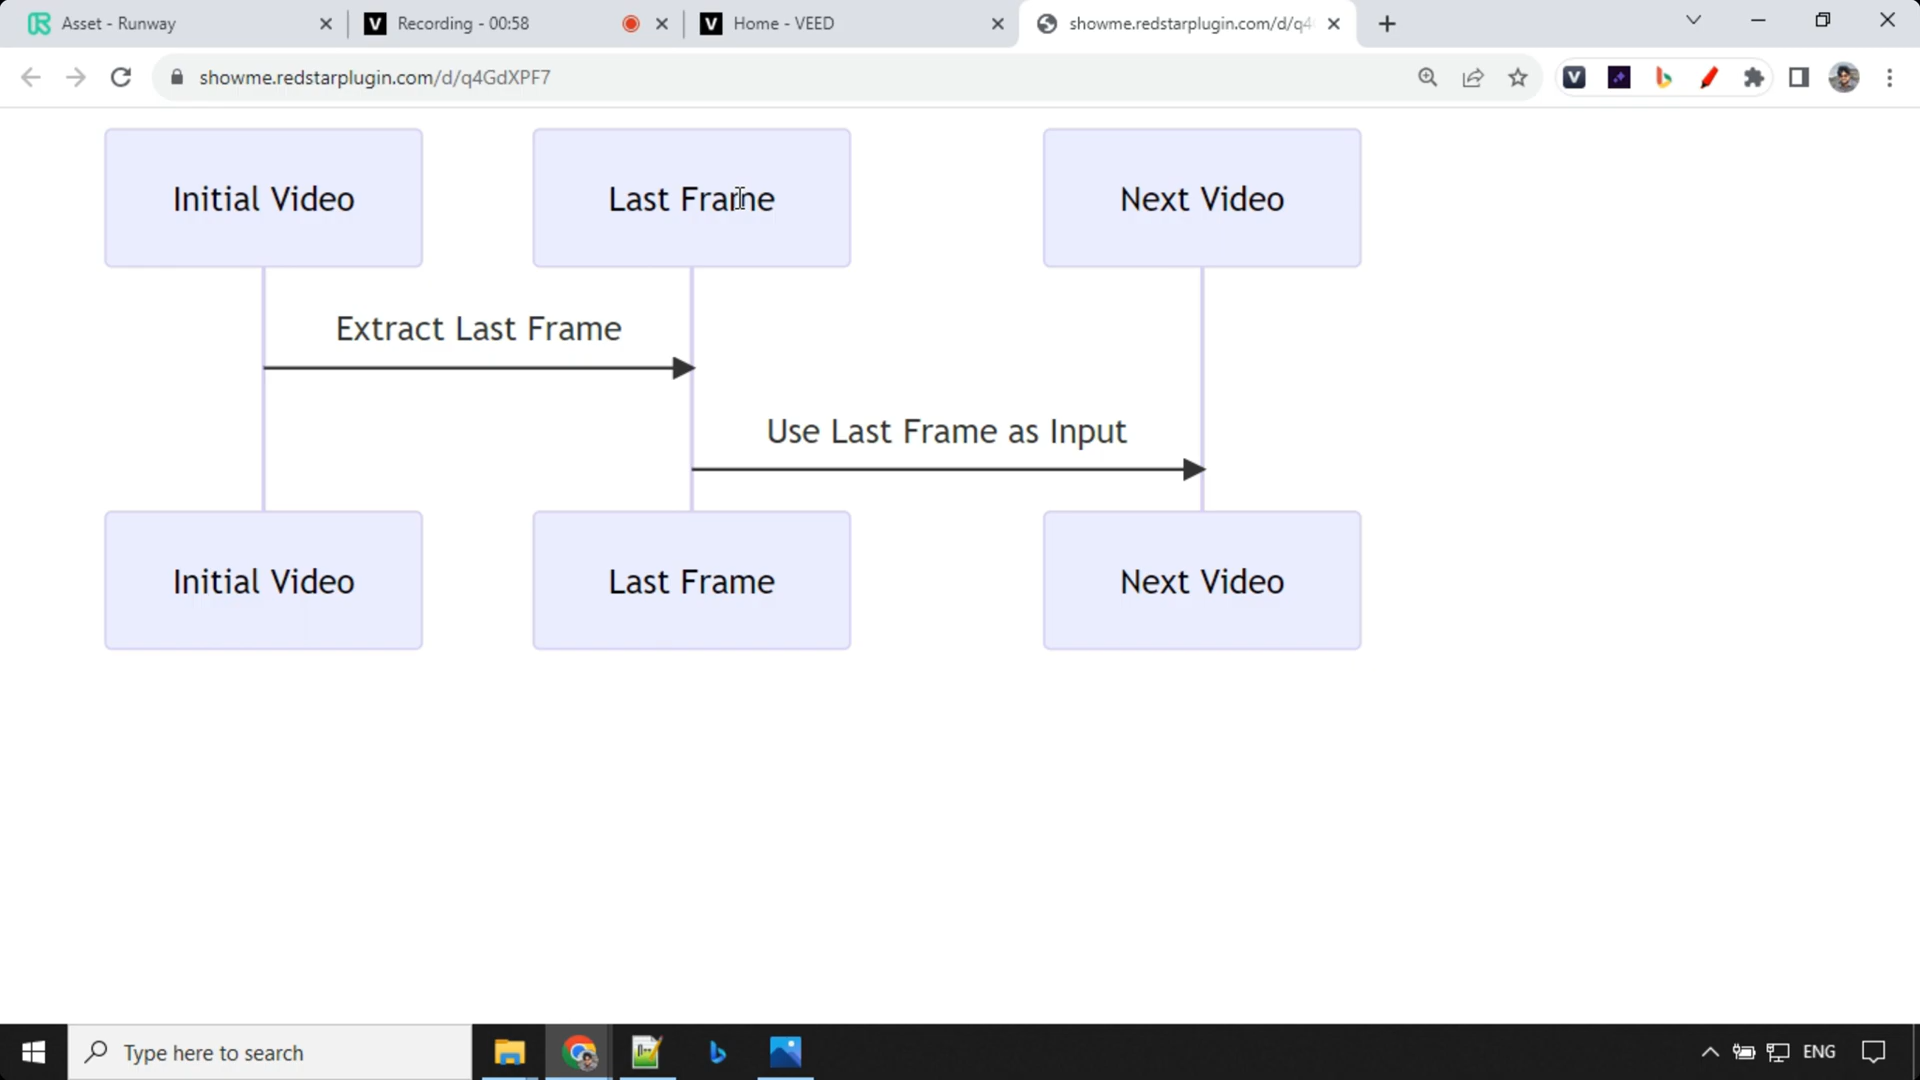 Asset - Runway
Recording - 00:58
Home - VEED
showme.redstarplugin.com/d/q4
showme.redstarplugin.com/d/q4GdXPF7
Initial Video
Last Frame
Next Video
Extract Last Frame
Use Last Frame as Input
Initial Video
Last Frame
Next Video
Type here to search
ENG